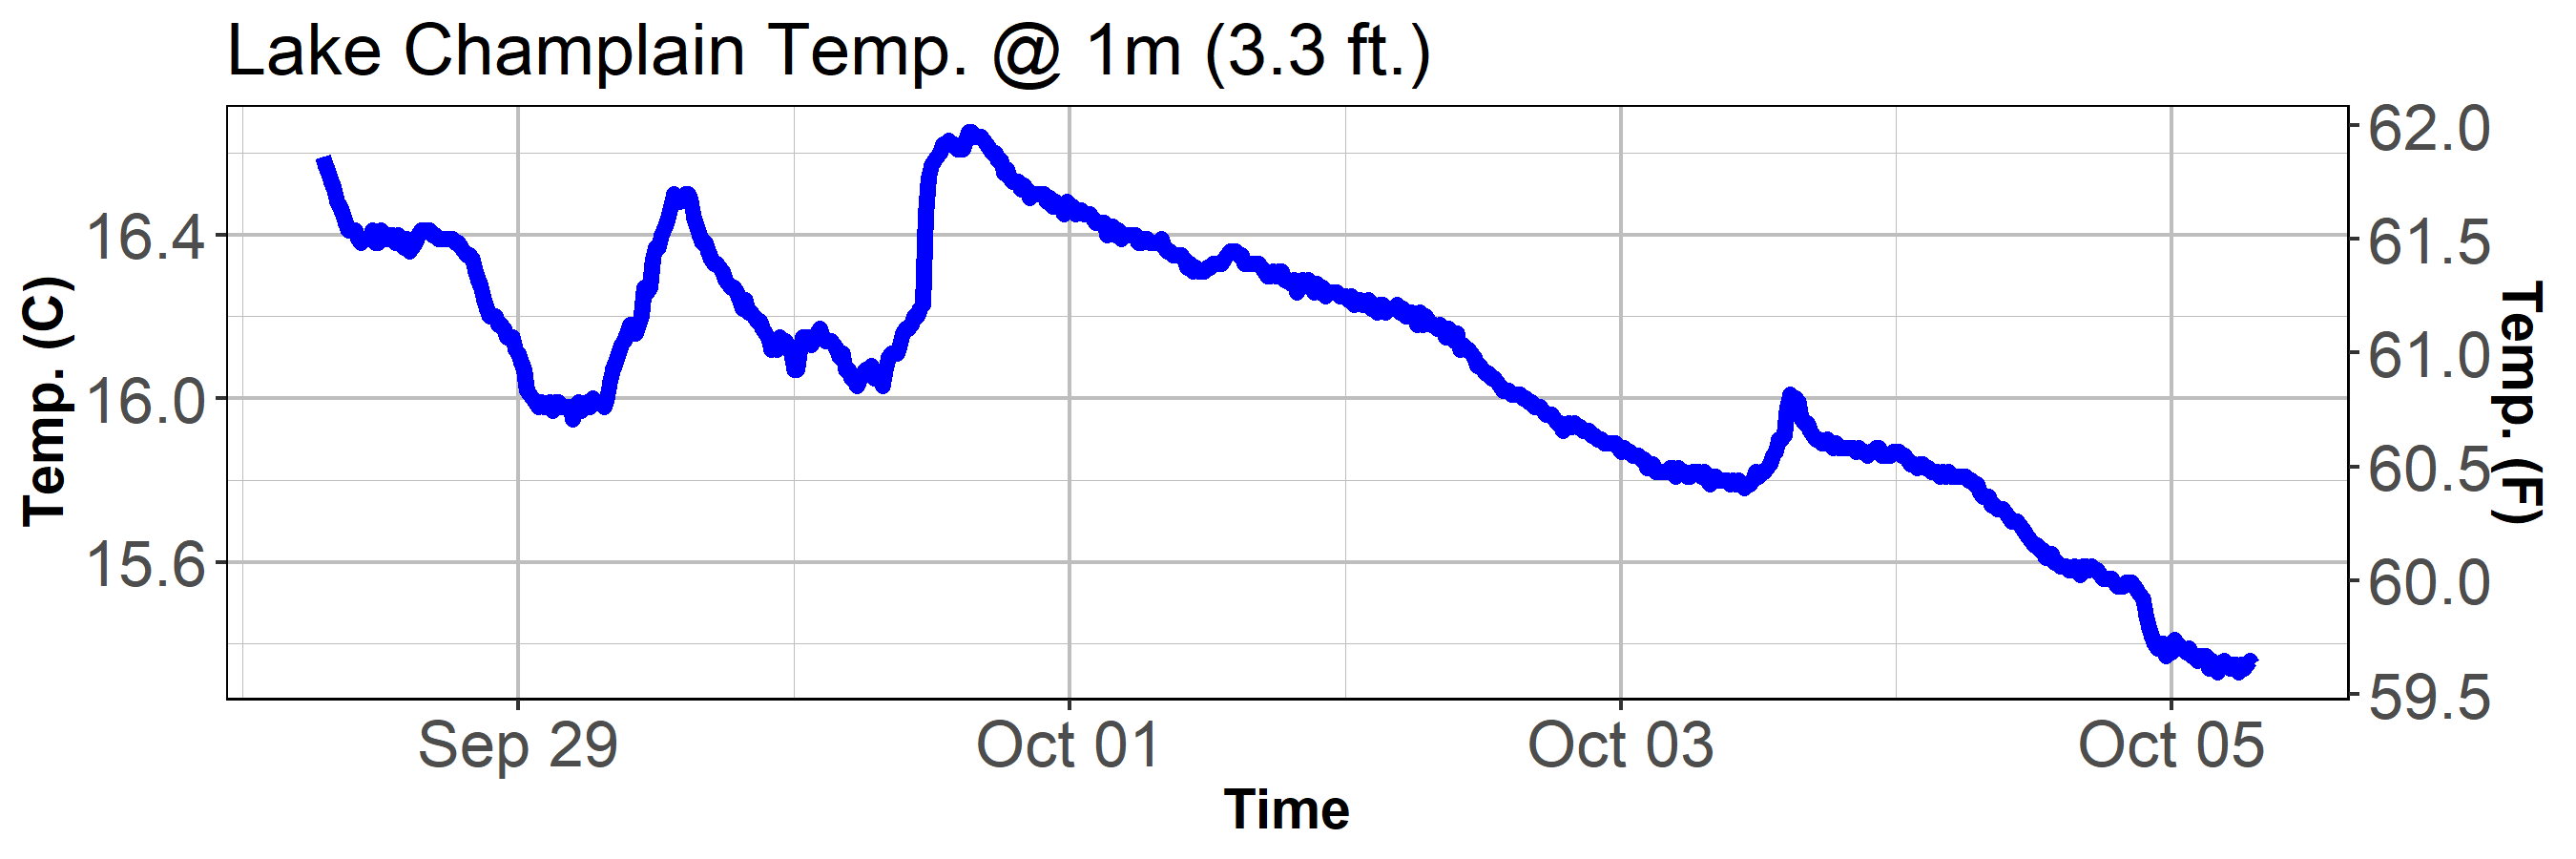 Lake Champlain Temp. @ 1m (3.3 ft.)
Temp. (C)
16.4
16.0
15.6
62.0
61.5
61.0
60.5
60.0
59.5
Temp. (F)
Sep 29
Oct 01
Oct 03
Oct 05
Time